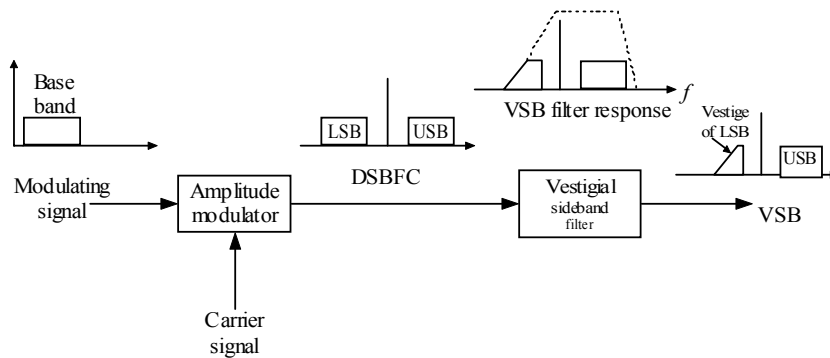 Base
band
LSB
USB
DSBFC
VSB filter response
f
Vestige
of LSB
USB
VSB
Modulating
signal
Amplitude
modulator
Vestigial
sideband
filter
Carrier
signal